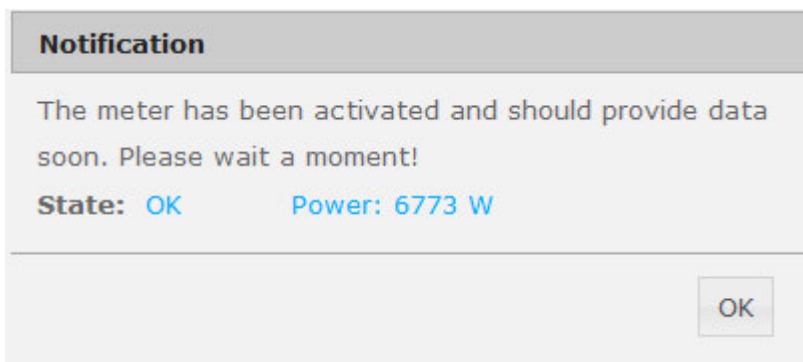 Notification
The meter has been activated and should provide data
soon. Please wait a moment!
State: OK Power: 6773 W
OK